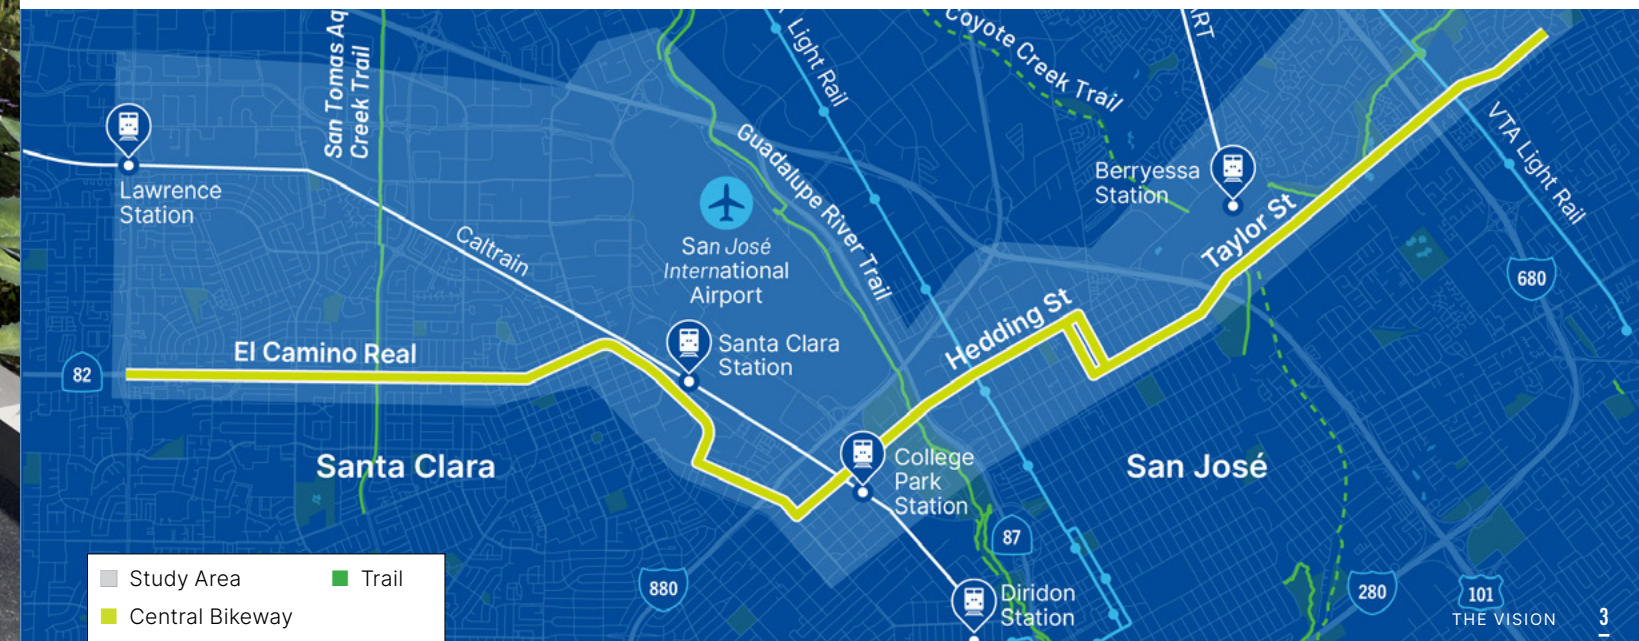 San Tomas Aq
Creek Trail
Light Rail
Coyote Creek Trail
ART
Lawrence
Station
Caltrain
San José
International
Airport
Guadalupe River Trail
Berryessa
Station
VTA Light Rail
Taylor St
680
82
El Camino Real
Santa Clara
Station
Hedding St
Santa Clara
College
Park
Station
San José
87
880
Diridon
Station
280
101
Study Area
Trail
Central Bikeway
THE VISION
3